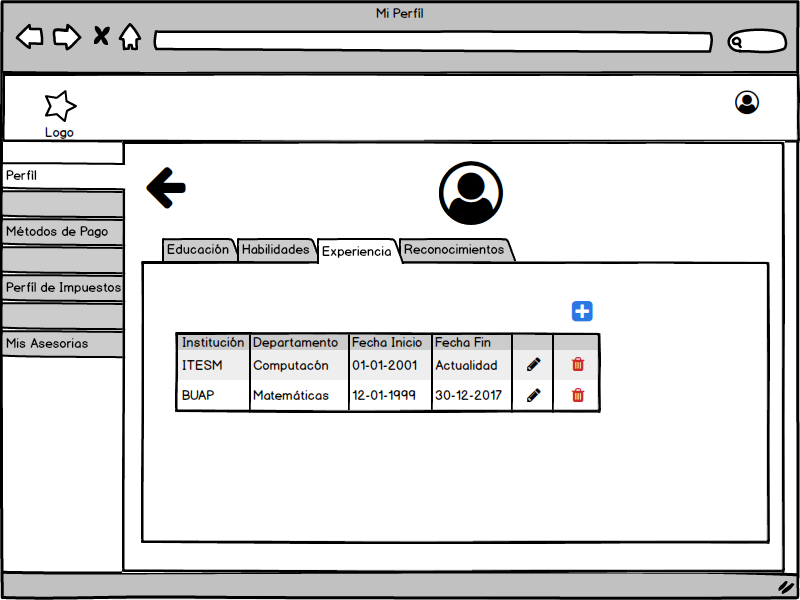 Mi Perfil
Logo
Perfil
Métodos de Pago
Perfil de Impuestos
Mis Asesorias
Educación Habilidades Experiencia Reconocimientos
Institución Departamento Fecha Inicio Fecha Fin
ITESM Computacón 01-01-2001 Actualidad
BUAP Matemáticas 12-01-1999 30-12-2017